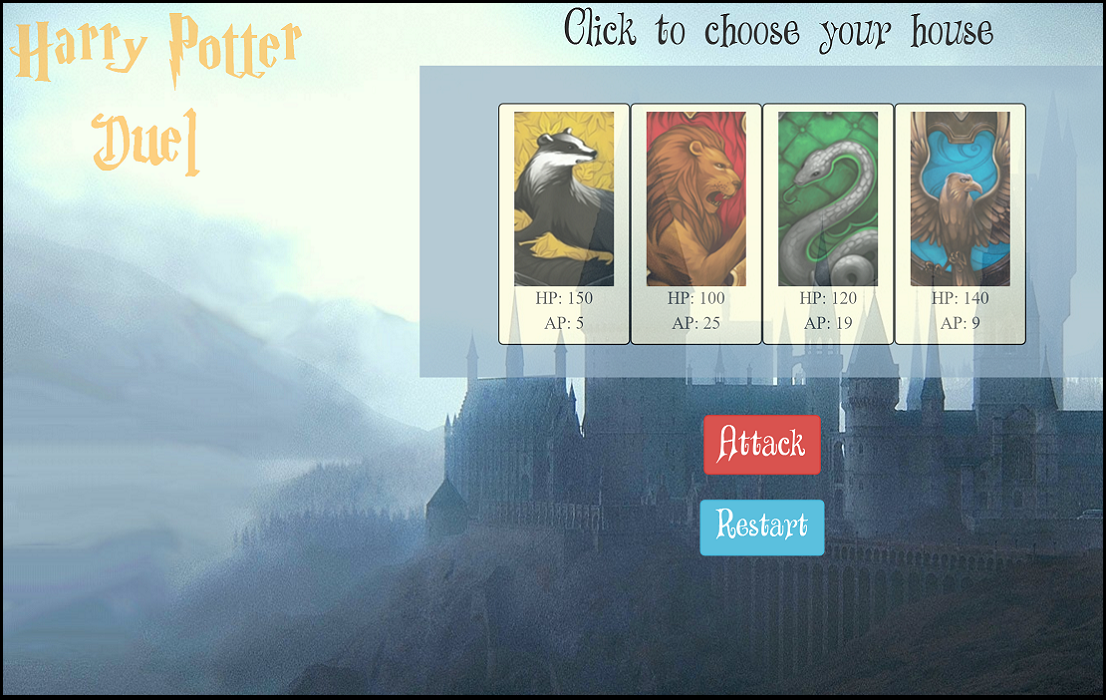 Harry Potter
Duel
Click to choose your house
HP: 150
AP: 5
HP: 100
AP: 25
HP: 120
AP: 19
HP: 140
AP: 9
Attack
Restart